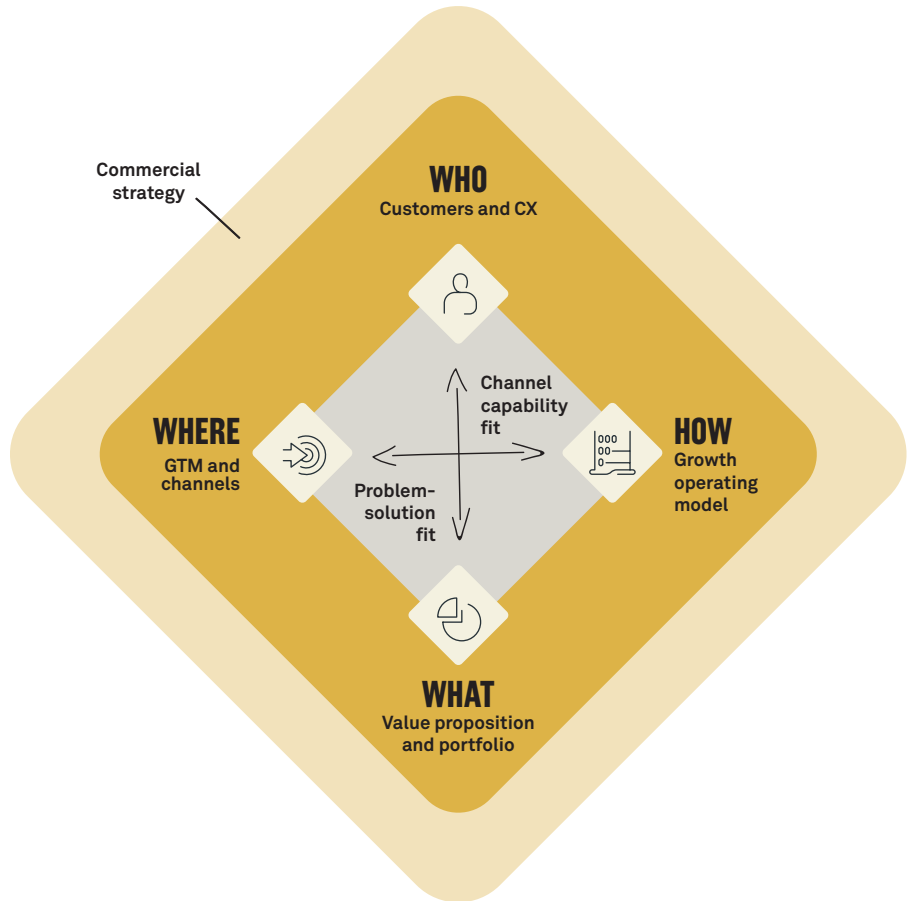 Commercial
strategy
WHO
Customers and CX
Channel
capability
fit
WHERE
GTM and
channels
HOW
Growth
operating
model
Problem-
solution
fit
WHAT
Value proposition
and portfolio